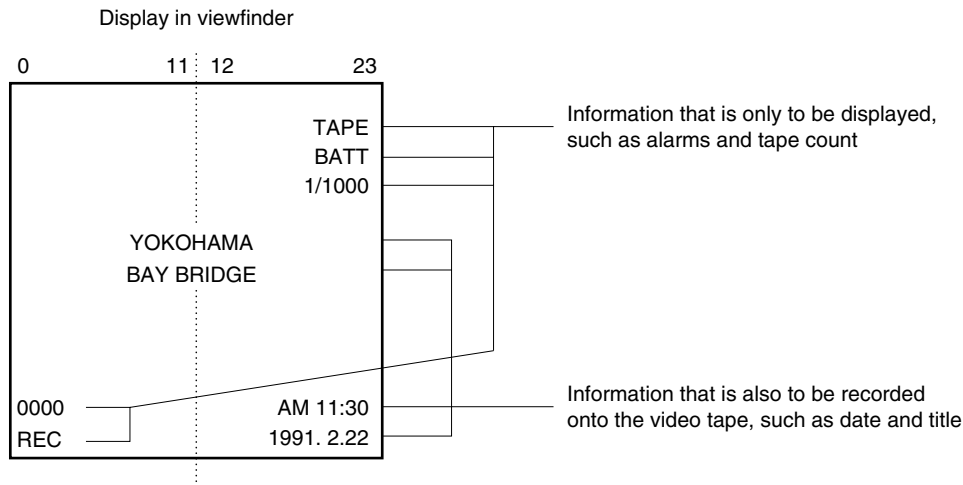 Display in viewfinder
0 11 12 23
TAPE
BATT
1/1000
Information that is only to be displayed,
such as alarms and tape count
YOKOHAMA
BAY BRIDGE
0000 AM 11:30
REC 1991. 2.22
Information that is also to be recorded
onto the video tape, such as date and title